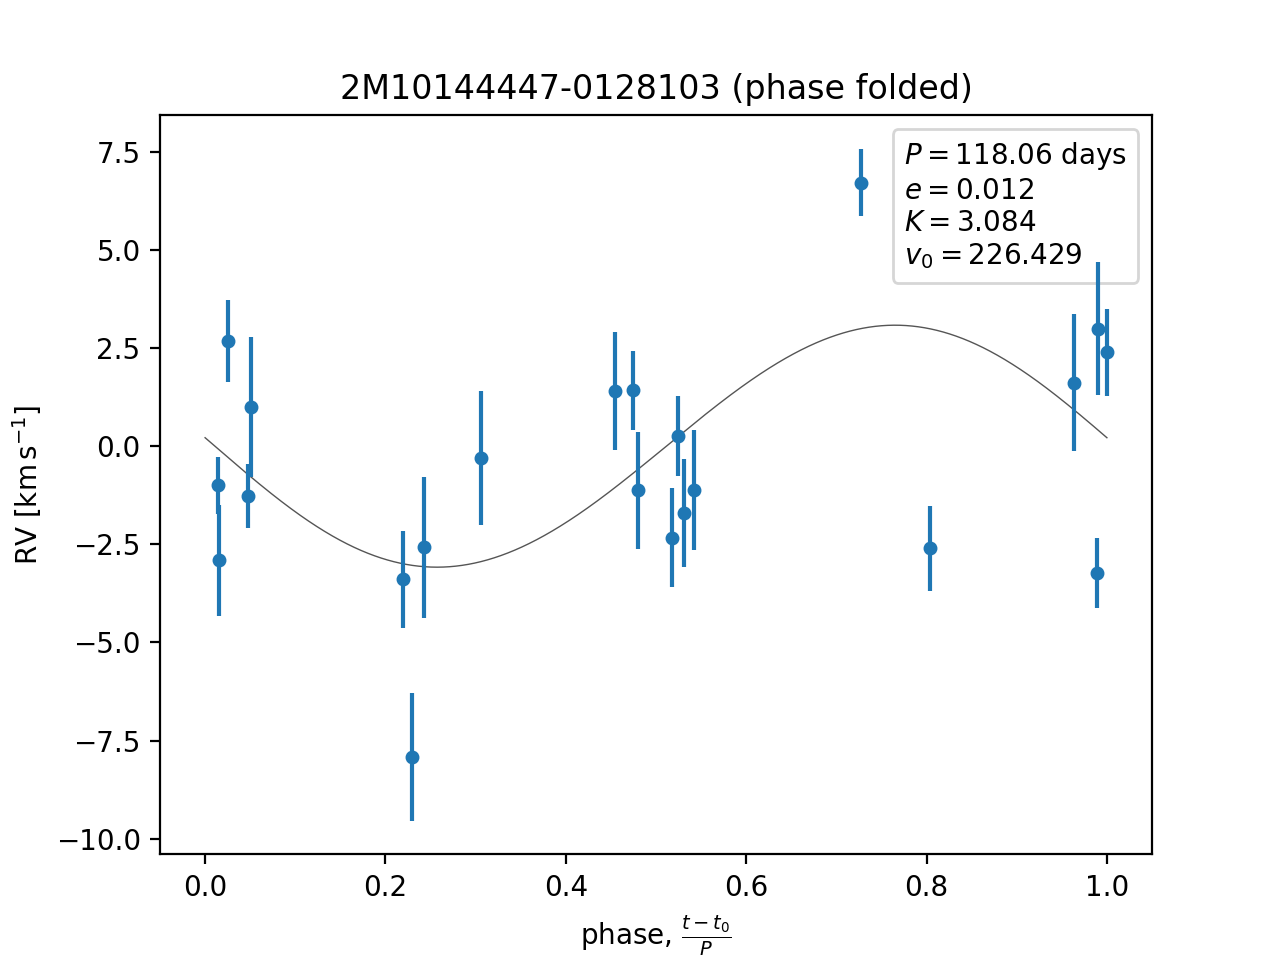 2M10144447-0128103 (phase folded)
P = 118.06 days
e = 0.012
K = 3.084
v₀ = 226.429
7.5
5.0
2.5
0.0
−2.5
−5.0
−7.5
−10.0
RV [km s⁻¹]
0.0 0.2 0.4 0.6 0.8 1.0
phase, (t − t₀)/P